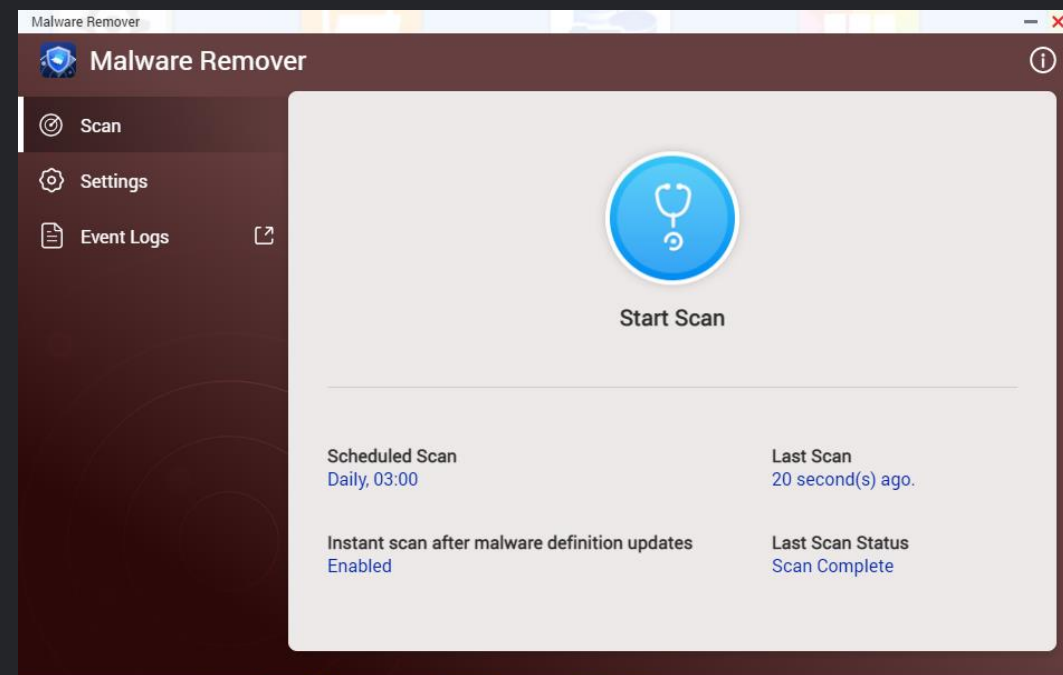 Malware Remover
Malware Remover
Scan
Settings
Event Logs
Start Scan
Scheduled Scan
Daily, 03:00
Last Scan
20 second(s) ago.
Instant scan after malware definition updates
Enabled
Last Scan Status
Scan Complete